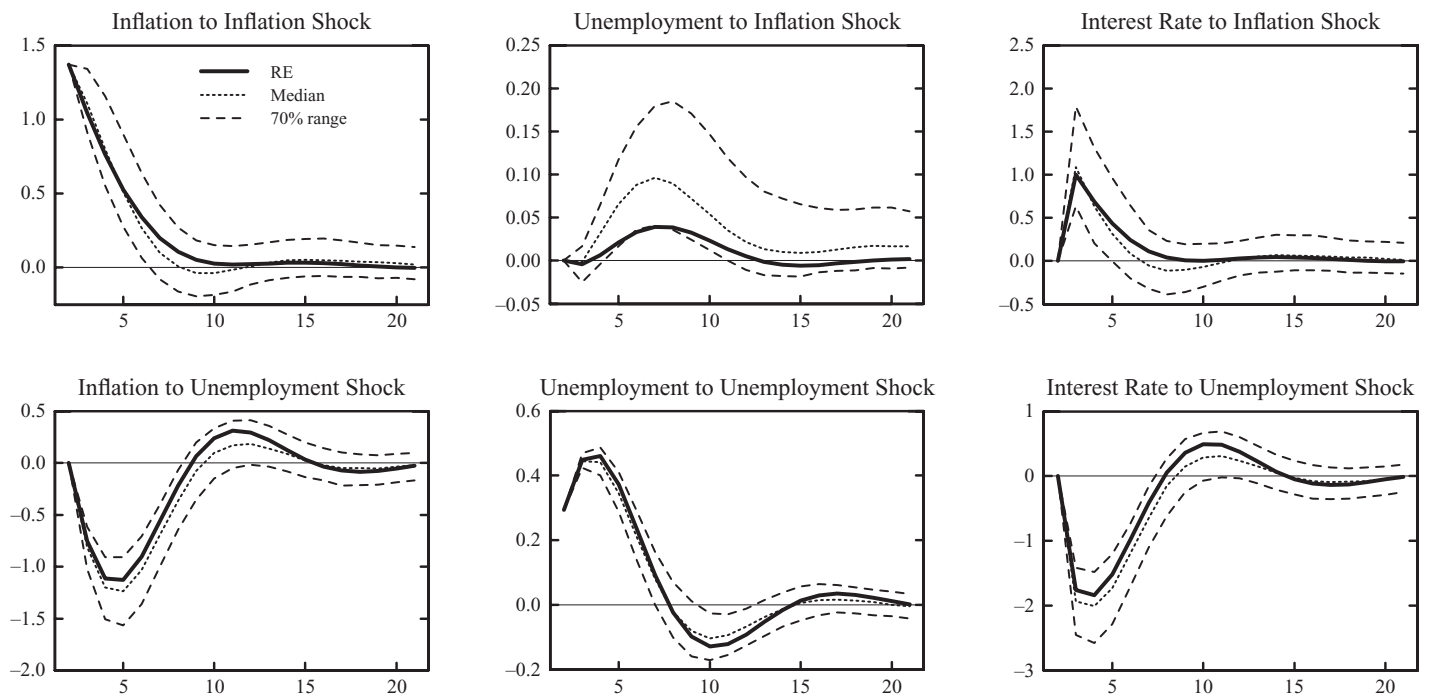 Inflation to Inflation Shock
1.5
1.0
0.5
0.0
RE
Median
70% range
5 10 15 20
Unemployment to Inflation Shock
0.25
0.20
0.15
0.10
0.05
0.00
–0.05
5 10 15 20
Interest Rate to Inflation Shock
2.5
2.0
1.5
1.0
0.5
0.0
–0.5
5 10 15 20
Inflation to Unemployment Shock
0.5
0.0
–0.5
–1.0
–1.5
–2.0
5 10 15 20
Unemployment to Unemployment Shock
0.6
0.4
0.2
0.0
–0.2
5 10 15 20
Interest Rate to Unemployment Shock
1
0
–1
–2
–3
5 10 15 20